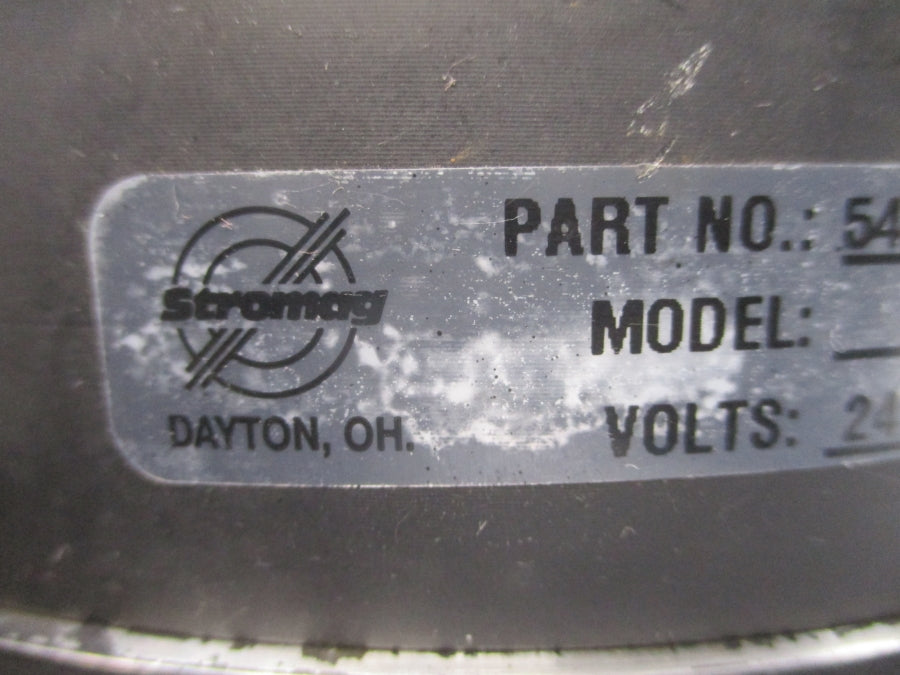 Stromag
DAYTON, OH.
PART NO.: 54
MODEL:
VOLTS: 24